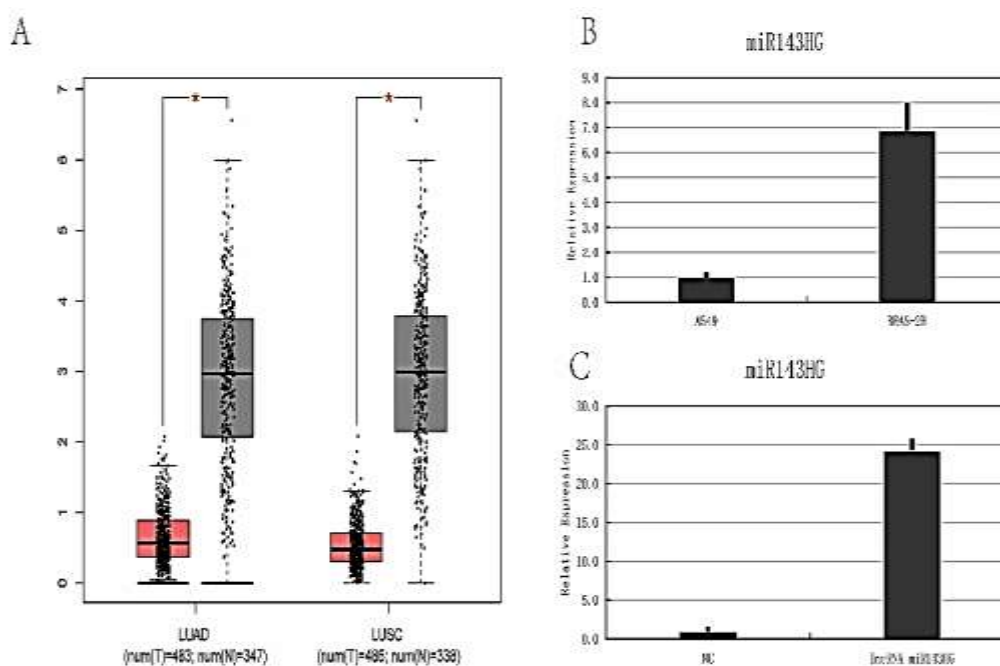 A
7
6
5
4
3
2
1
0
*
*
LUAD
(num(T)=483; num(N)=347)
LUSC
(num(T)=486; num(N)=338)
B
miR143HG
Relative Expression
9.0
8.0
7.0
6.0
5.0
4.0
3.0
2.0
1.0
0.0
A549
C
miR143HG
Relative Expression
30.0
25.0
20.0
15.0
10.0
5.0
0.0
NC
lncRNA miR143HG